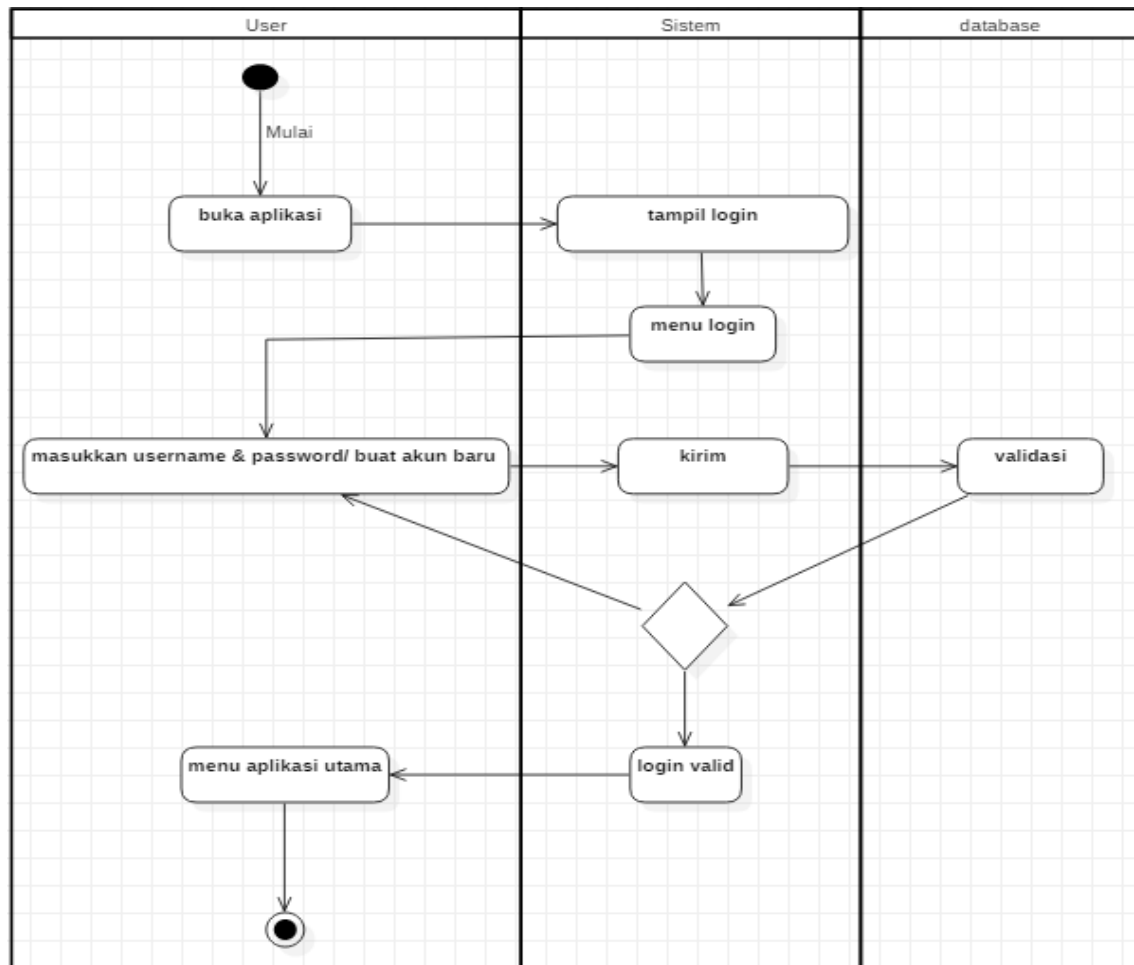 User
Sistem
database
Mulai
buka aplikasi
tampil login
menu login
masukkan username & password/ buat akun baru
kirim
validasi
menu aplikasi utama
login valid